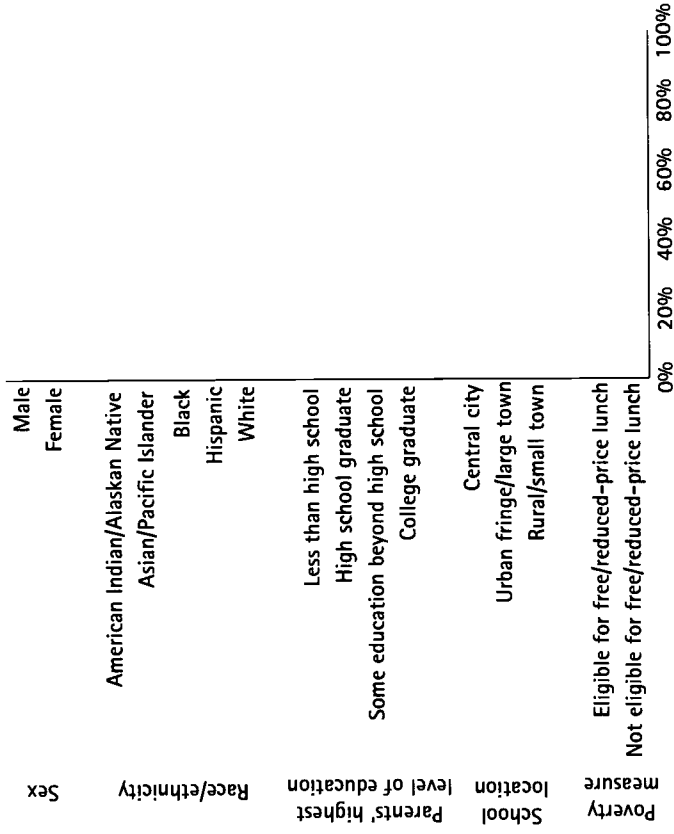 Sex
Male
Female
Race/ethnicity
American Indian/Alaskan Native
Asian/Pacific Islander
Black
Hispanic
White
Parents' highest
level of education
Less than high school
High school graduate
Some education beyond high school
College graduate
School
location
Central city
Urban fringe/large town
Rural/small town
Poverty
measure
Eligible for free/reduced-price lunch
Not eligible for free/reduced-price lunch
0%
20%
40%
60%
80%
100%